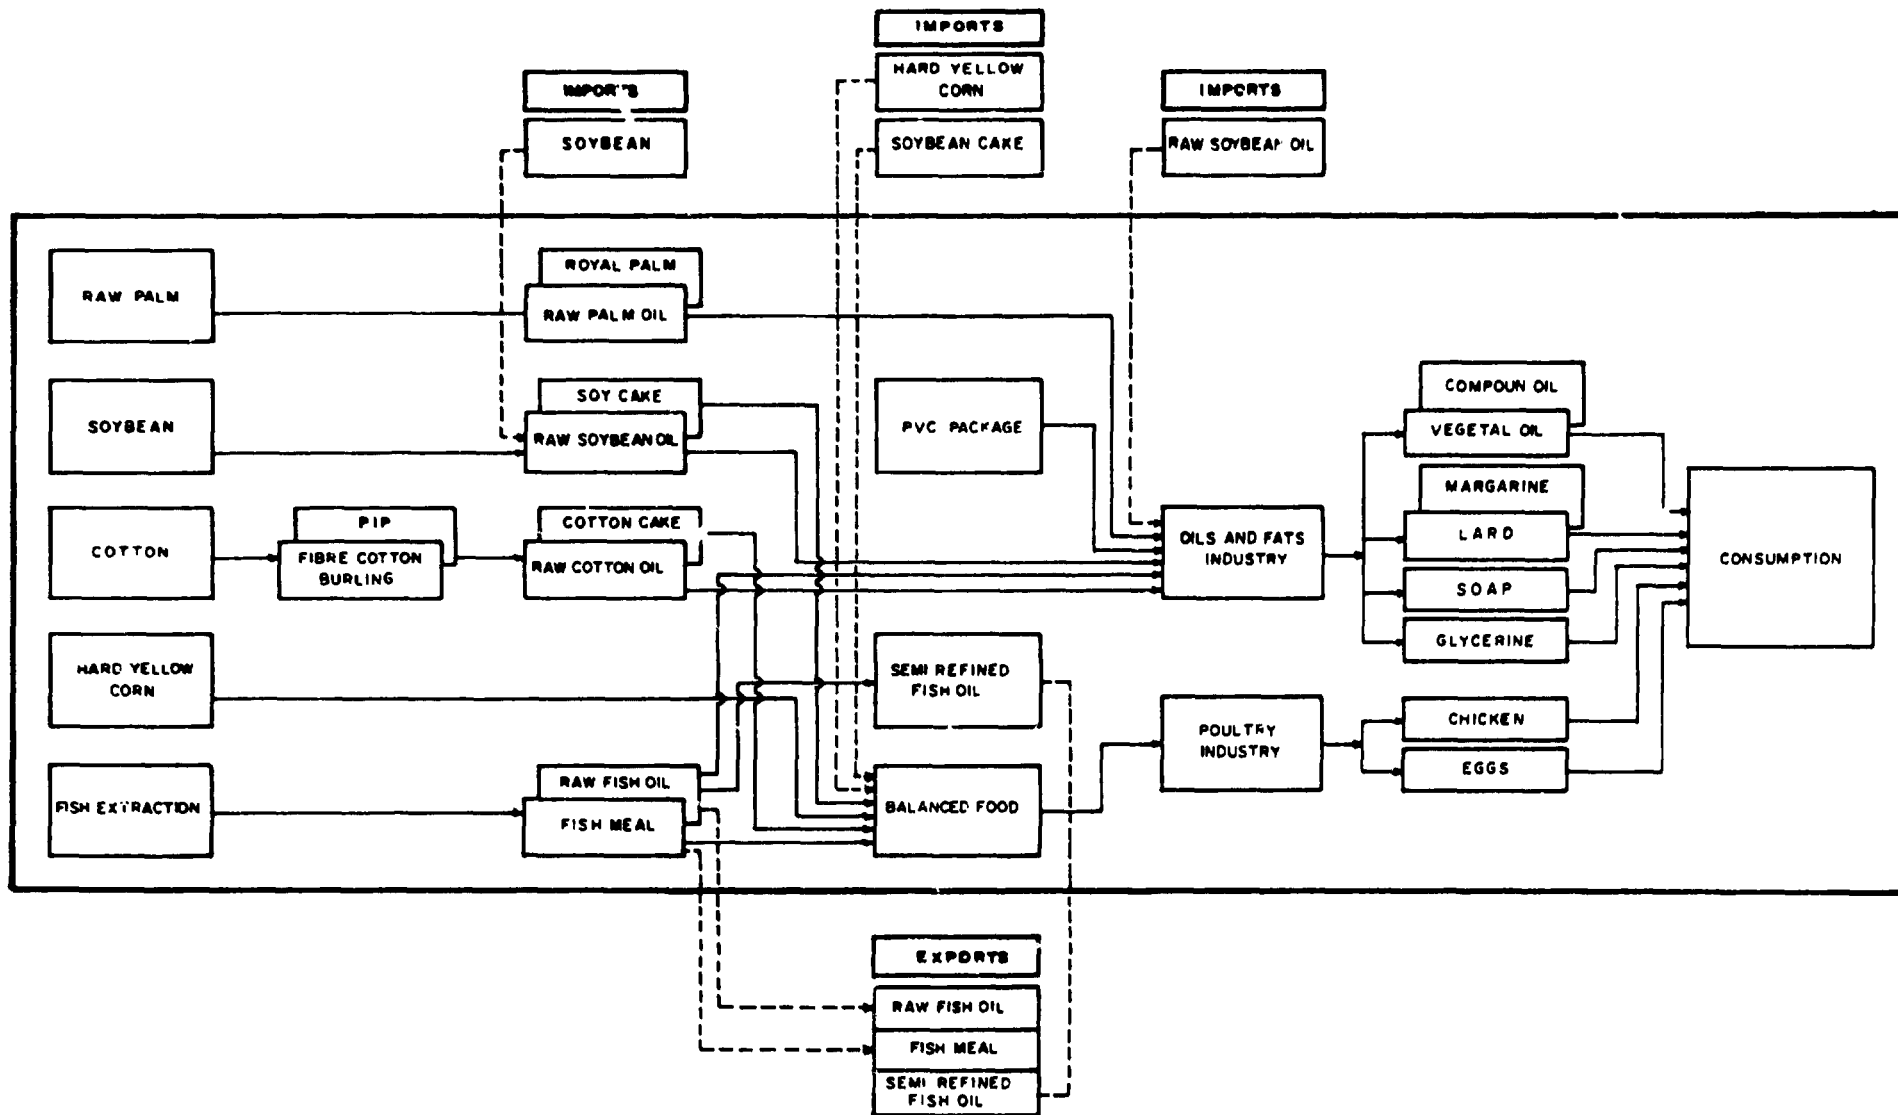 IMPORTS
HARD YELLOW
CORN
SOYBEAN CAKE
IMPORTS
SOYBEAN
IMPORTS
RAW SOYBEAN OIL
RAW PALM
ROYAL PALM
RAW PALM OIL
SOYBEAN
SOY CAKE
RAW SOYBEAN OIL
PVC PACKAGE
COMPOUN OIL
VEGETAL OIL
COTTON
PIP
FIBRE COTTON
BURLING
COTTON CAKE
RAW COTTON OIL
OILS AND FATS
INDUSTRY
MARGARINE
LARD
SOAP
GLYCERINE
CONSUMPTION
HARD YELLOW
CORN
SEMI REFINED
FISH OIL
POULTRY
INDUSTRY
CHICKEN
EGGS
FISH EXTRACTION
RAW FISH OIL
FISH MEAL
BALANCED FOOD
EXPORTS
RAW FISH OIL
FISH MEAL
SEMI REFINED
FISH OIL